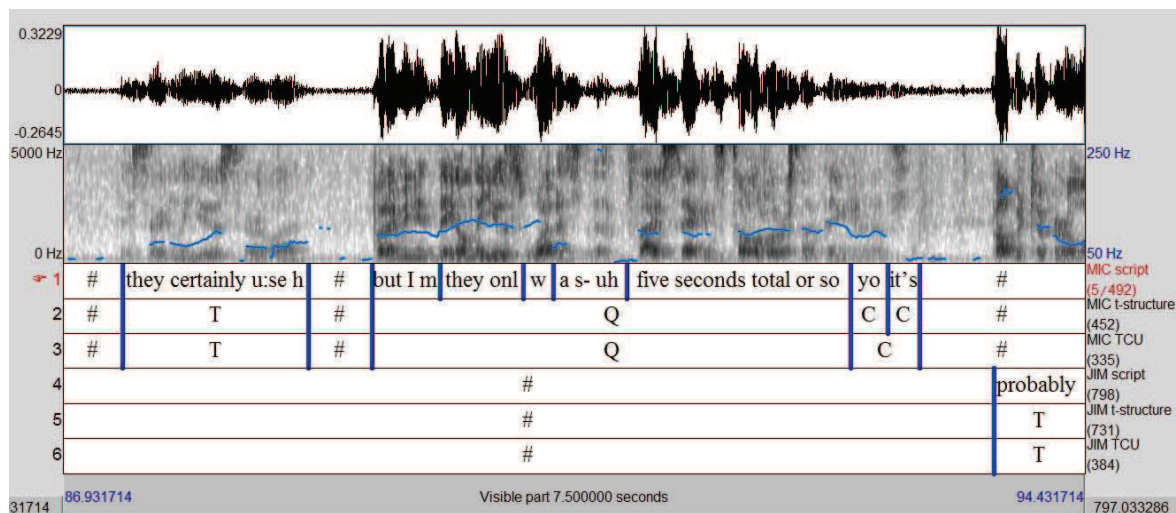 0.3229
0
-0.2645
5000 Hz 250 Hz
0 Hz 50 Hz
1 # they certainly u:se h # but I m they onl w a s- uh five seconds total or so yo it's # MIC script (5/492)
2 # T # Q C C # MIC t-structure (452)
3 # T # Q C # MIC TCU (335)
4 # probably JIM script (798)
5 # T JIM t-structure (731)
6 # T JIM TCU (384)
86.931714 Visible part 7.500000 seconds 94.431714
31714 797.033286